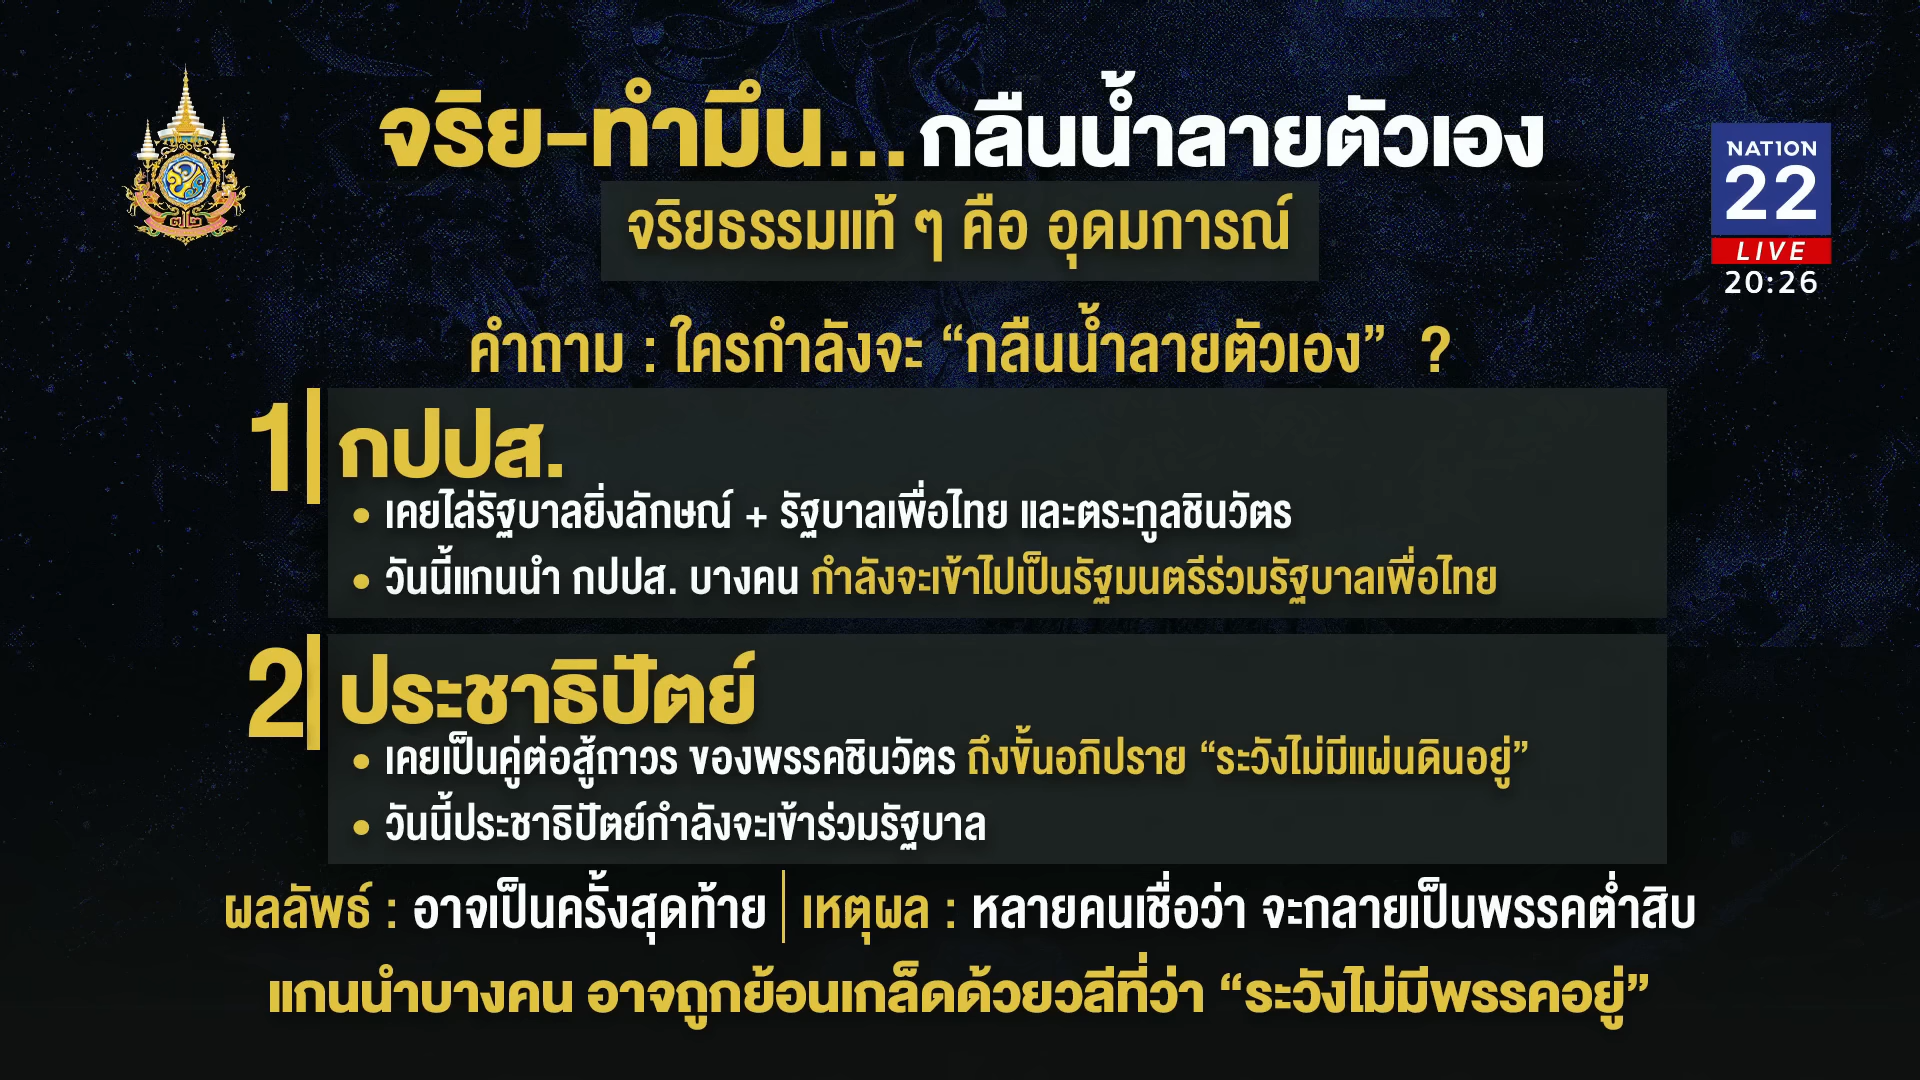 จริย-ทำมึน... กลืนน้ำลายตัวเอง
จริยธรรมแท้ ๆ คือ อุดมการณ์
NATION
22
LIVE
20:26
คำถาม : ใครกำลังจะ “กลืนน้ำลายตัวเอง” ?
1 กปปส.
• เคยไล่รัฐบาลยิ่งลักษณ์ + รัฐบาลเพื่อไทย และตระกูลชินวัตร
• วันนี้แกนนำ กปปส. บางคน กำลังจะเข้าไปเป็นรัฐมนตรีร่วมรัฐบาลเพื่อไทย
2 ประชาธิปัตย์
• เคยเป็นคู่ต่อสู้ถาวร ของพรรคชินวัตร ถึงขั้นอภิปราย “ระวังไม่มีแผ่นดินอยู่”
• วันนี้ประชาธิปัตย์กำลังจะเข้าร่วมรัฐบาล
ผลลัพธ์ : อาจเป็นครั้งสุดท้าย | เหตุผล : หลายคนเชื่อว่า จะกลายเป็นพรรคต่ำสิบ
แกนนำบางคน อาจถูกย้อนเกล็ดด้วยวลีที่ว่า “ระวังไม่มีพรรคอยู่”